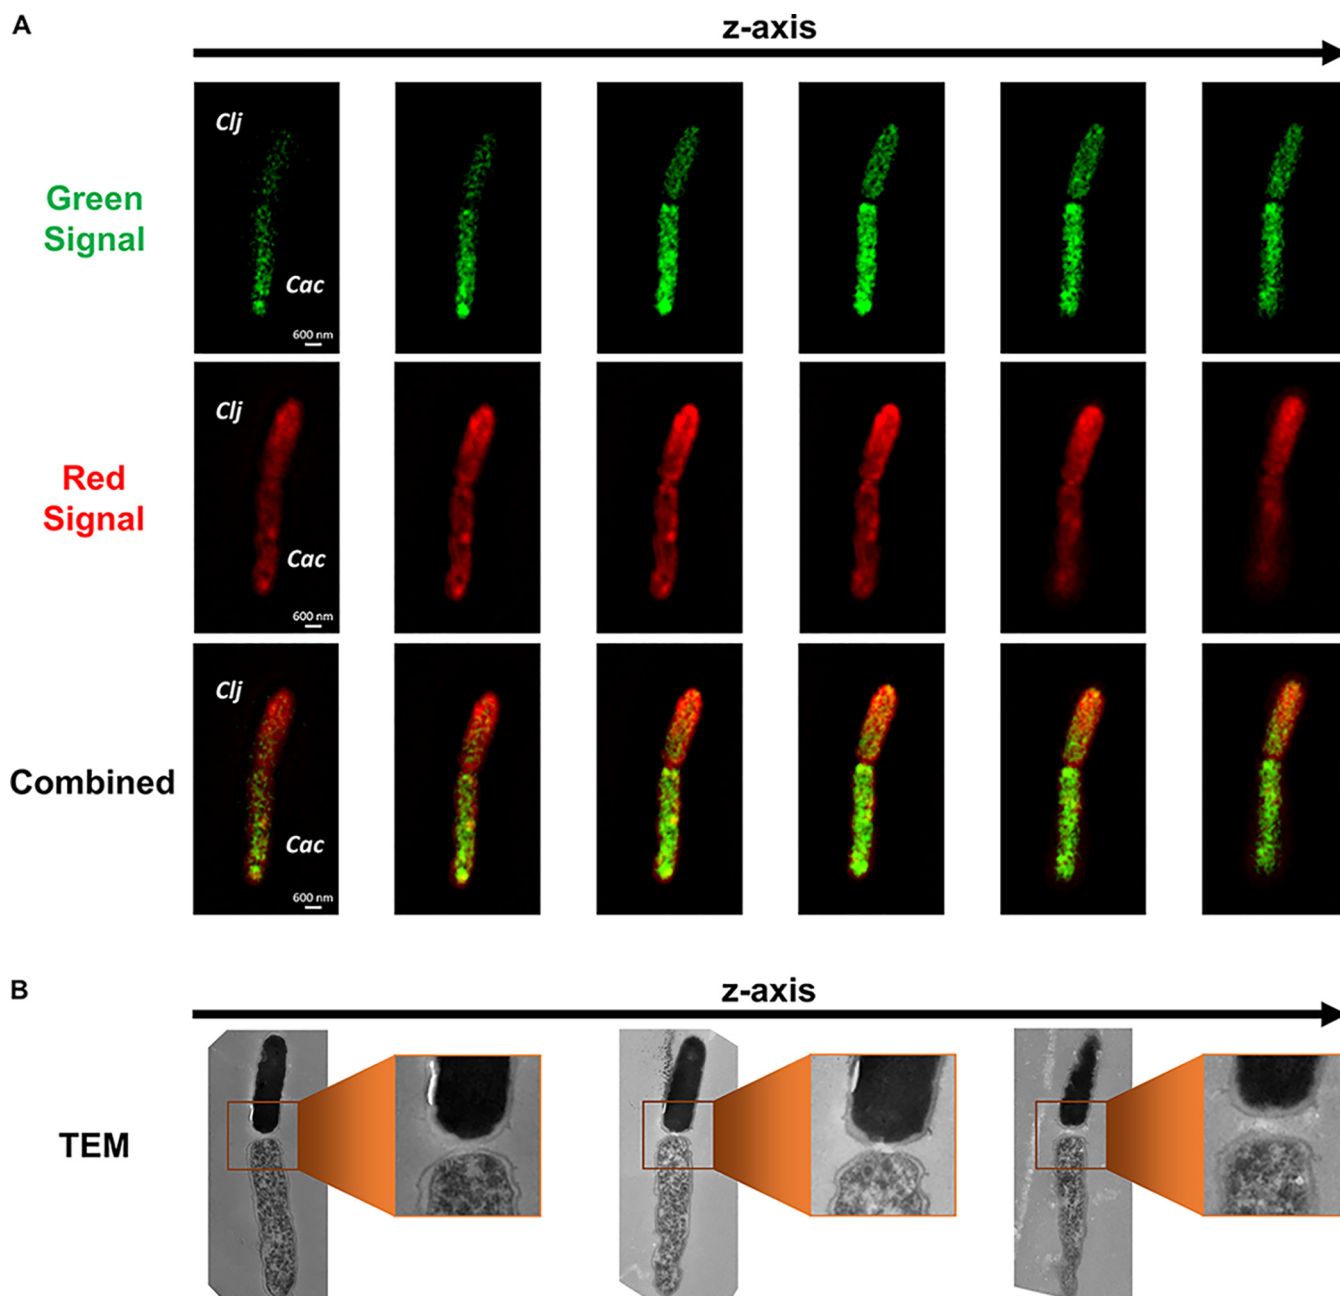 A
z-axis
Green
Signal
Clj
Cac
600 nm
Red
Signal
Clj
Cac
600 nm
Combined
Clj
Cac
600 nm
B
z-axis
TEM